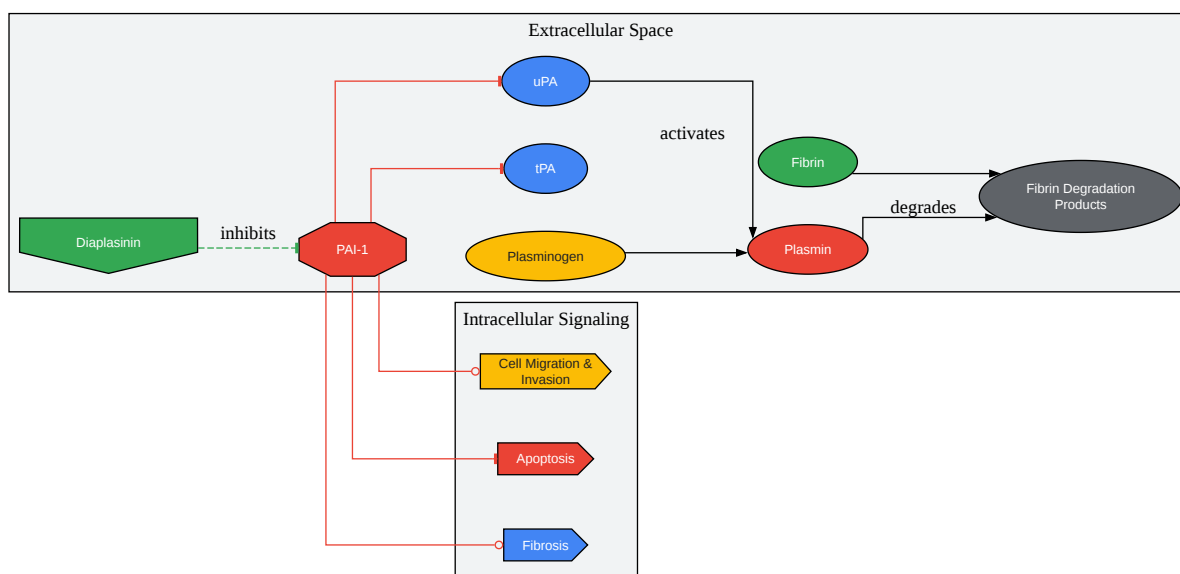 Extracellular Space
uPA
activates
tPA
Fibrin
Fibrin Degradation
Products
degrades
Diaplasinin
inhibits
PAI-1
Plasminogen
Plasmin
Intracellular Signaling
Cell Migration &
Invasion
Apoptosis
Fibrosis